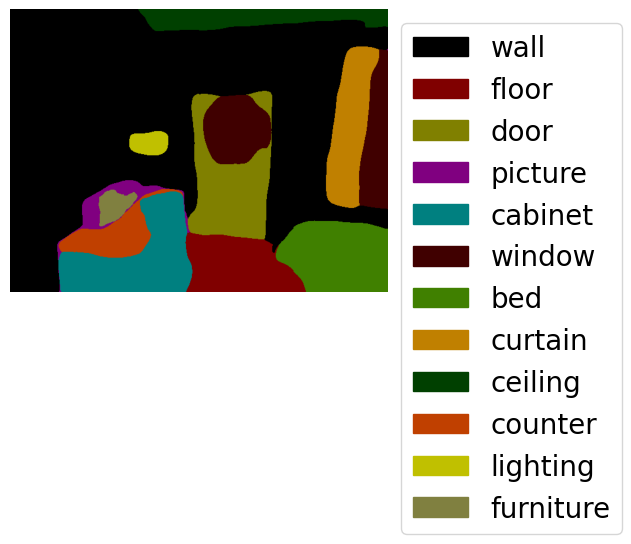 wall
floor
door
picture
cabinet
window
bed
curtain
ceiling
counter
lighting
furniture